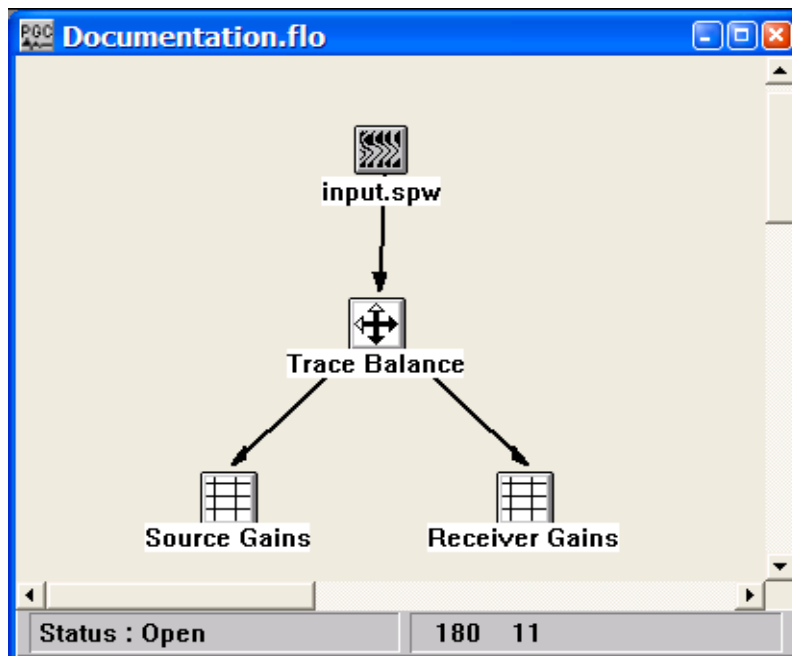 PGC Documentation.flo
input.spw
Trace Balance
Source Gains Receiver Gains
Status : Open 180 11